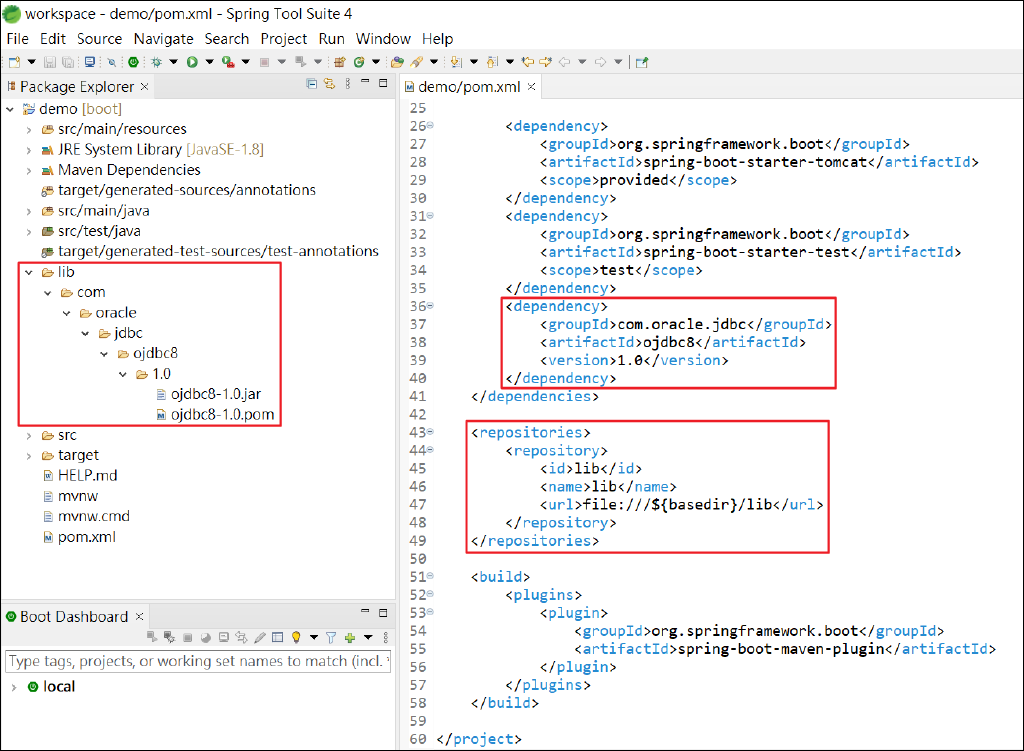 workspace - demo/pom.xml - Spring Tool Suite 4
File Edit Source Navigate Search Project Run Window Help
Package Explorer
demo [boot]
src/main/resources
JRE System Library [JavaSE-1.8]
Maven Dependencies
target/generated-sources/annotations
src/main/java
src/test/java
target/generated-test-sources/test-annotations
lib
com
oracle
jdbc
ojdbc8
1.0
ojdbc8-1.0.jar
ojdbc8-1.0.pom
src
target
HELP.md
mvnw
mvnw.cmd
pom.xml
Boot Dashboard
Type tags, projects, or working set names to match (incl. *
local
demo/pom.xml
25
26 <dependency>
27 <groupId>org.springframework.boot</groupId>
28 <artifactId>spring-boot-starter-tomcat</artifactId>
29 <scope>provided</scope>
30 </dependency>
31 <dependency>
32 <groupId>org.springframework.boot</groupId>
33 <artifactId>spring-boot-starter-test</artifactId>
34 <scope>test</scope>
35 </dependency>
36 <dependency>
37 <groupId>com.oracle.jdbc</groupId>
38 <artifactId>ojdbc8</artifactId>
39 <version>1.0</version>
40 </dependency>
41 </dependencies>
42
43 <repositories>
44 <repository>
45 <id>lib</id>
46 <name>lib</name>
47 <url>file:///${basedir}/lib</url>
48 </repository>
49 </repositories>
50
51 <build>
52 <plugins>
53 <plugin>
54 <groupId>org.springframework.boot</groupId>
55 <artifactId>spring-boot-maven-plugin</artifactId>
56 </plugin>
57 </plugins>
58 </build>
59
60 </project>